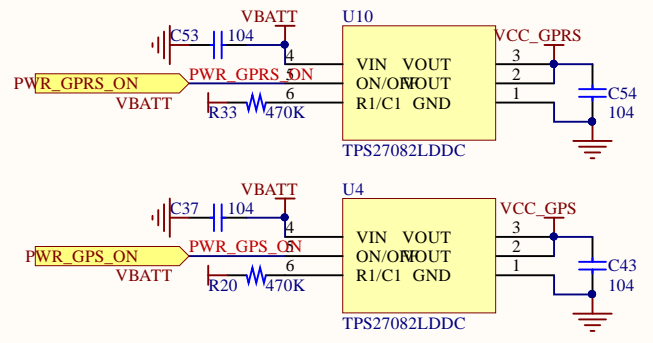 VBATT
U10
C53
104
VCC_GPRS
4
VIN
VOUT
3
PWR_GPRS_ON
PWR_GPRS_ON
5
ON/OFF
VOUT
2
VBATT
6
R1/C1
GND
1
C54
R33
470K
104
TPS27082LDDC
VBATT
U4
C37
104
VCC_GPS
4
VIN
VOUT
3
PWR_GPS_ON
PWR_GPS_ON
5
ON/OFF
VOUT
2
VBATT
6
R1/C1
GND
1
C43
R20
470K
104
TPS27082LDDC